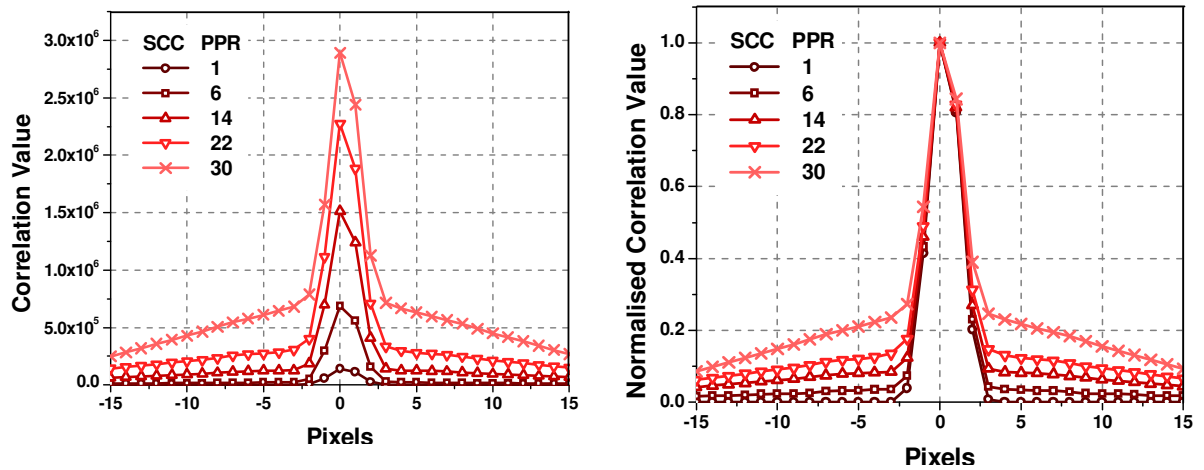 SCC PPR
1
6
14
22
30
3.0x10⁶
2.5x10⁶
2.0x10⁶
1.5x10⁶
1.0x10⁶
5.0x10⁵
0.0
Correlation Value
-15 -10 -5 0 5 10 15
Pixels
SCC PPR
1
6
14
22
30
1.0
0.8
0.6
0.4
0.2
0.0
Normalised Correlation Value
-15 -10 -5 0 5 10 15
Pixels